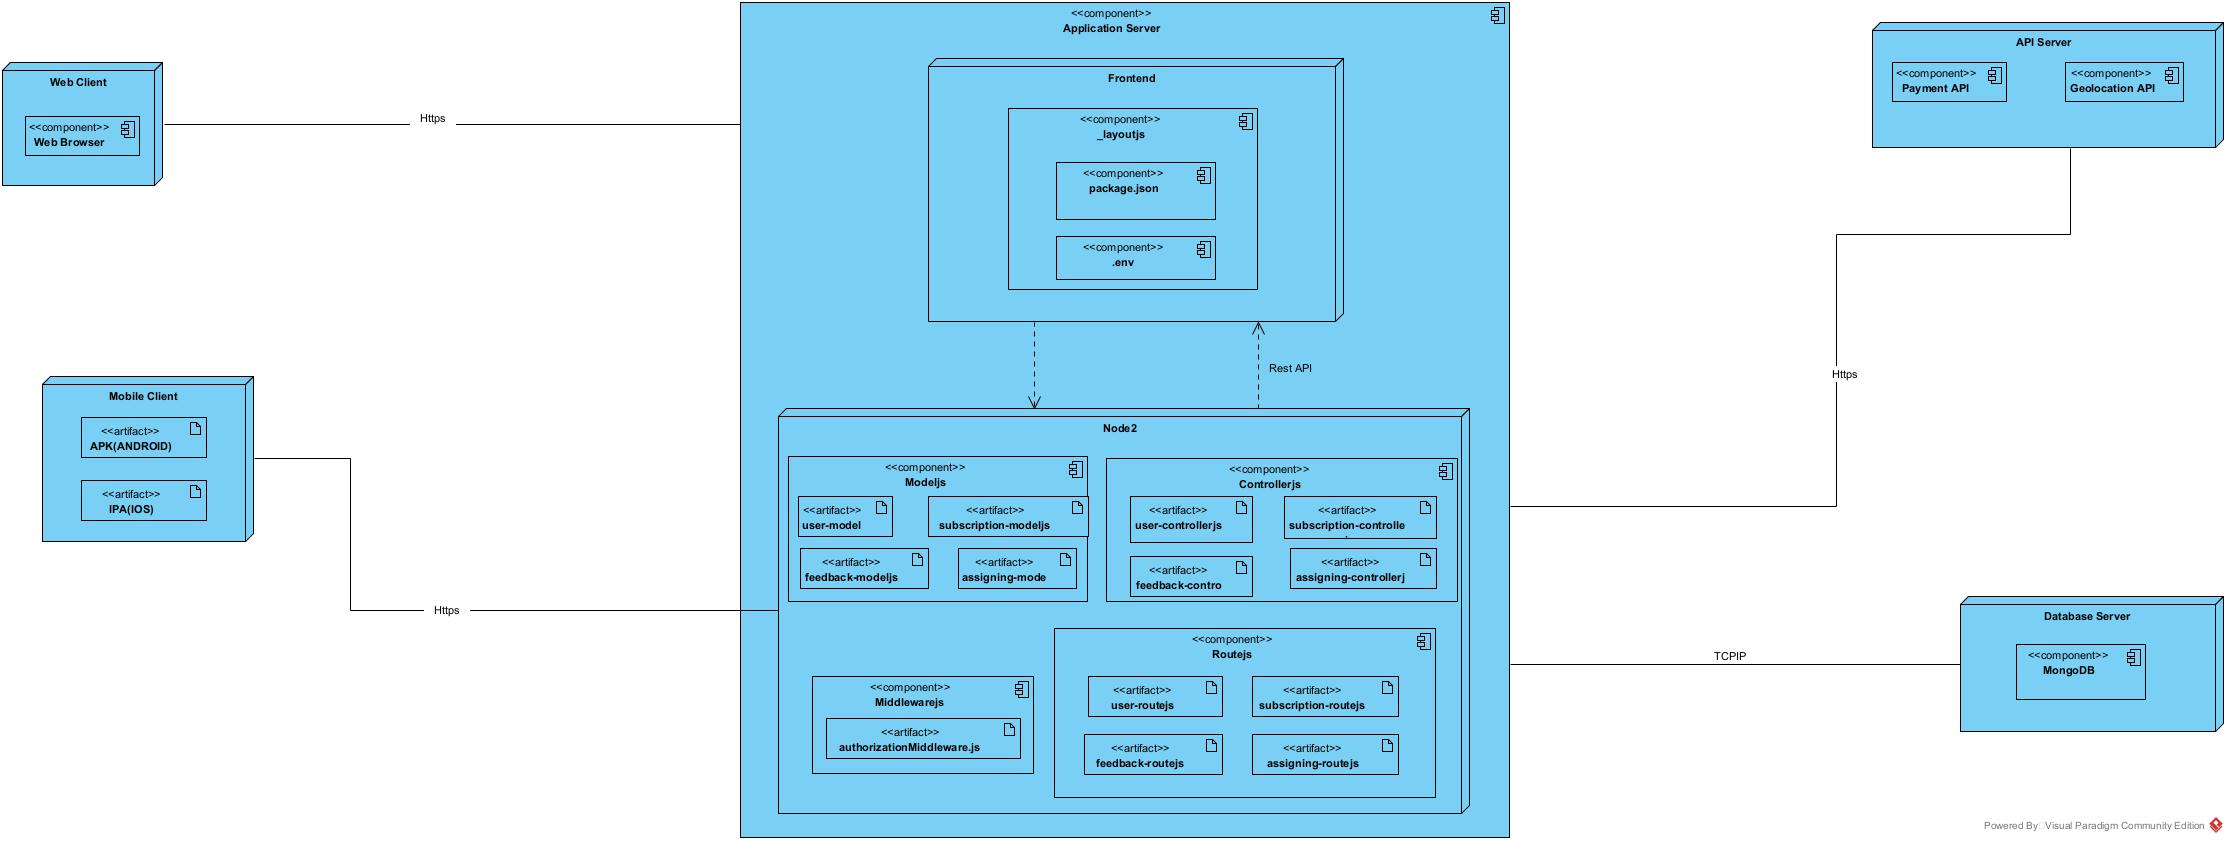 <<component>>
Application Server
Web Client
<<component>>
Web Browser
Https
Frontend
<<component>>
_layoutjs
<<component>>
package.json
<<component>>
.env
API Server
<<component>>
Payment API
<<component>>
Geolocation API
Rest API
Https
Mobile Client
<<artifact>>
APK(ANDROID)
<<artifact>>
IPA(IOS)
Https
Node2
<<component>>
Modeljs
<<artifact>>
user-model
<<artifact>>
subscription-modeljs
<<artifact>>
feedback-modeljs
<<artifact>>
assigning-mode
<<component>>
Controllerjs
<<artifact>>
user-controllerjs
<<artifact>>
subscription-controlle
<<artifact>>
feedback-contro
<<artifact>>
assigning-controllerj
<<component>>
Middlewarejs
<<artifact>>
authorizationMiddleware.js
<<component>>
Routejs
<<artifact>>
user-routejs
<<artifact>>
subscription-routejs
<<artifact>>
feedback-routejs
<<artifact>>
assigning-routejs
TCPIP
Database Server
<<component>>
MongoDB
Powered By Visual Paradigm Community Edition